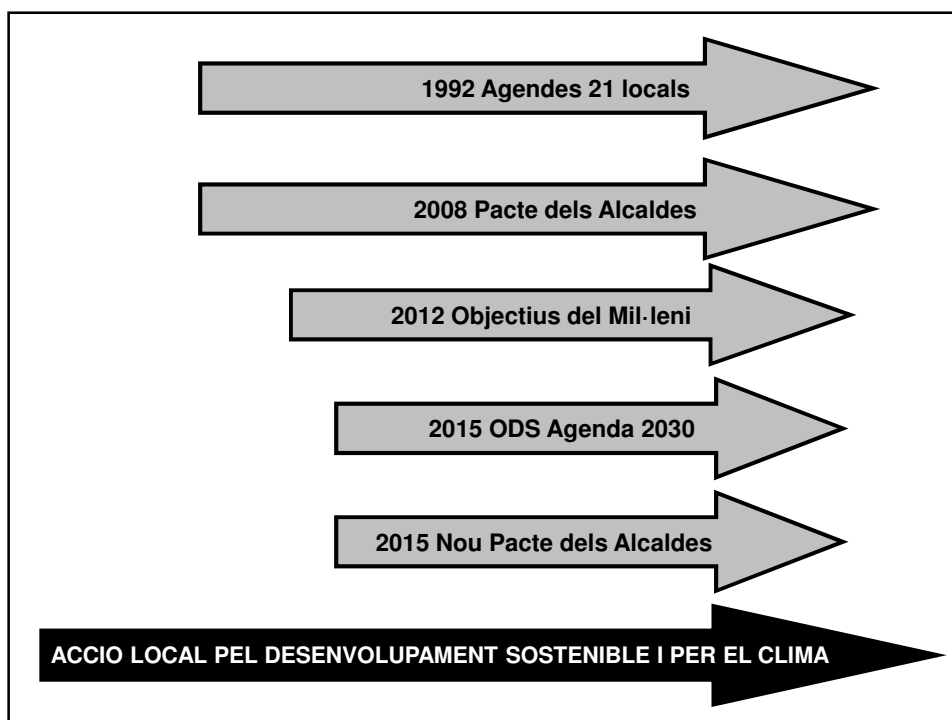 1992 Agendes 21 locals
2008 Pacte dels Alcaldes
2012 Objectius del Mil·leni
2015 ODS Agenda 2030
2015 Nou Pacte dels Alcaldes
ACCIO LOCAL PEL DESENVOLUPAMENT SOSTENIBLE I PER EL CLIMA